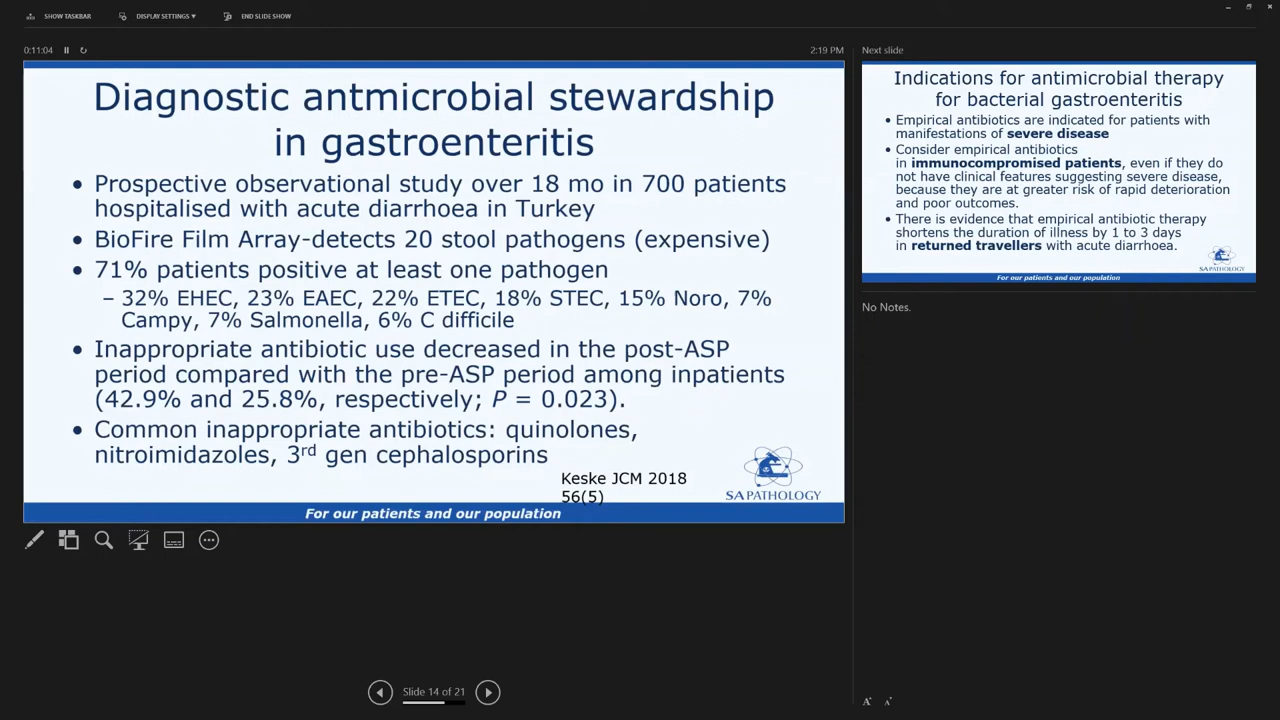 SHOW TASKBAR
DISPLAY SETTINGS ▾
END SLIDE SHOW
0:11:04
2:19 PM
Diagnostic antmicrobial stewardship
in gastroenteritis
• Prospective observational study over 18 mo in 700 patients
hospitalised with acute diarrhoea in Turkey
• BioFire Film Array-detects 20 stool pathogens (expensive)
• 71% patients positive at least one pathogen
– 32% EHEC, 23% EAEC, 22% ETEC, 18% STEC, 15% Noro, 7%
Campy, 7% Salmonella, 6% C difficile
• Inappropriate antibiotic use decreased in the post-ASP
period compared with the pre-ASP period among inpatients
(42.9% and 25.8%, respectively; P = 0.023).
• Common inappropriate antibiotics: quinolones,
nitroimidazoles, 3rd gen cephalosporins
Keske JCM 2018
56(5)
SA PATHOLOGY
For our patients and our population
Slide 14 of 21
Next slide
Indications for antimicrobial therapy
for bacterial gastroenteritis
• Empirical antibiotics are indicated for patients with
manifestations of severe disease
• Consider empirical antibiotics
in immunocompromised patients, even if they do
not have clinical features suggesting severe disease,
because they are at greater risk of rapid deterioration
and poor outcomes.
• There is evidence that empirical antibiotic therapy
shortens the duration of illness by 1 to 3 days
in returned travellers with acute diarrhoea.
SA PATHOLOGY
For our patients and our population
No Notes.
A A